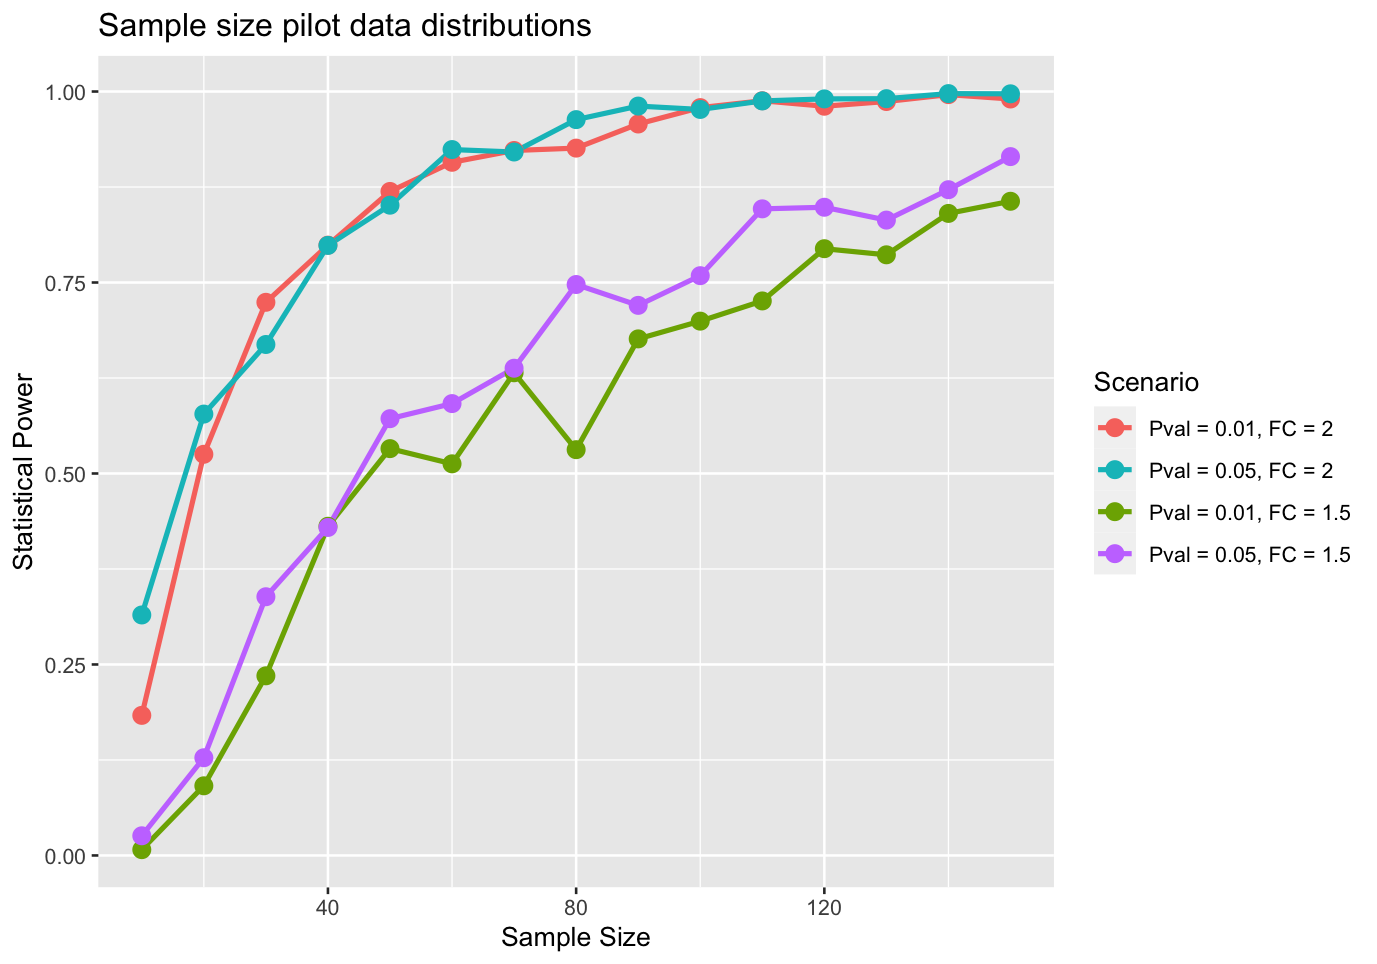 Sample size pilot data distributions
1.00
0.75
0.50
0.25
0.00
Statistical Power
40 80 120
Sample Size
Scenario
Pval = 0.01, FC = 2
Pval = 0.05, FC = 2
Pval = 0.01, FC = 1.5
Pval = 0.05, FC = 1.5